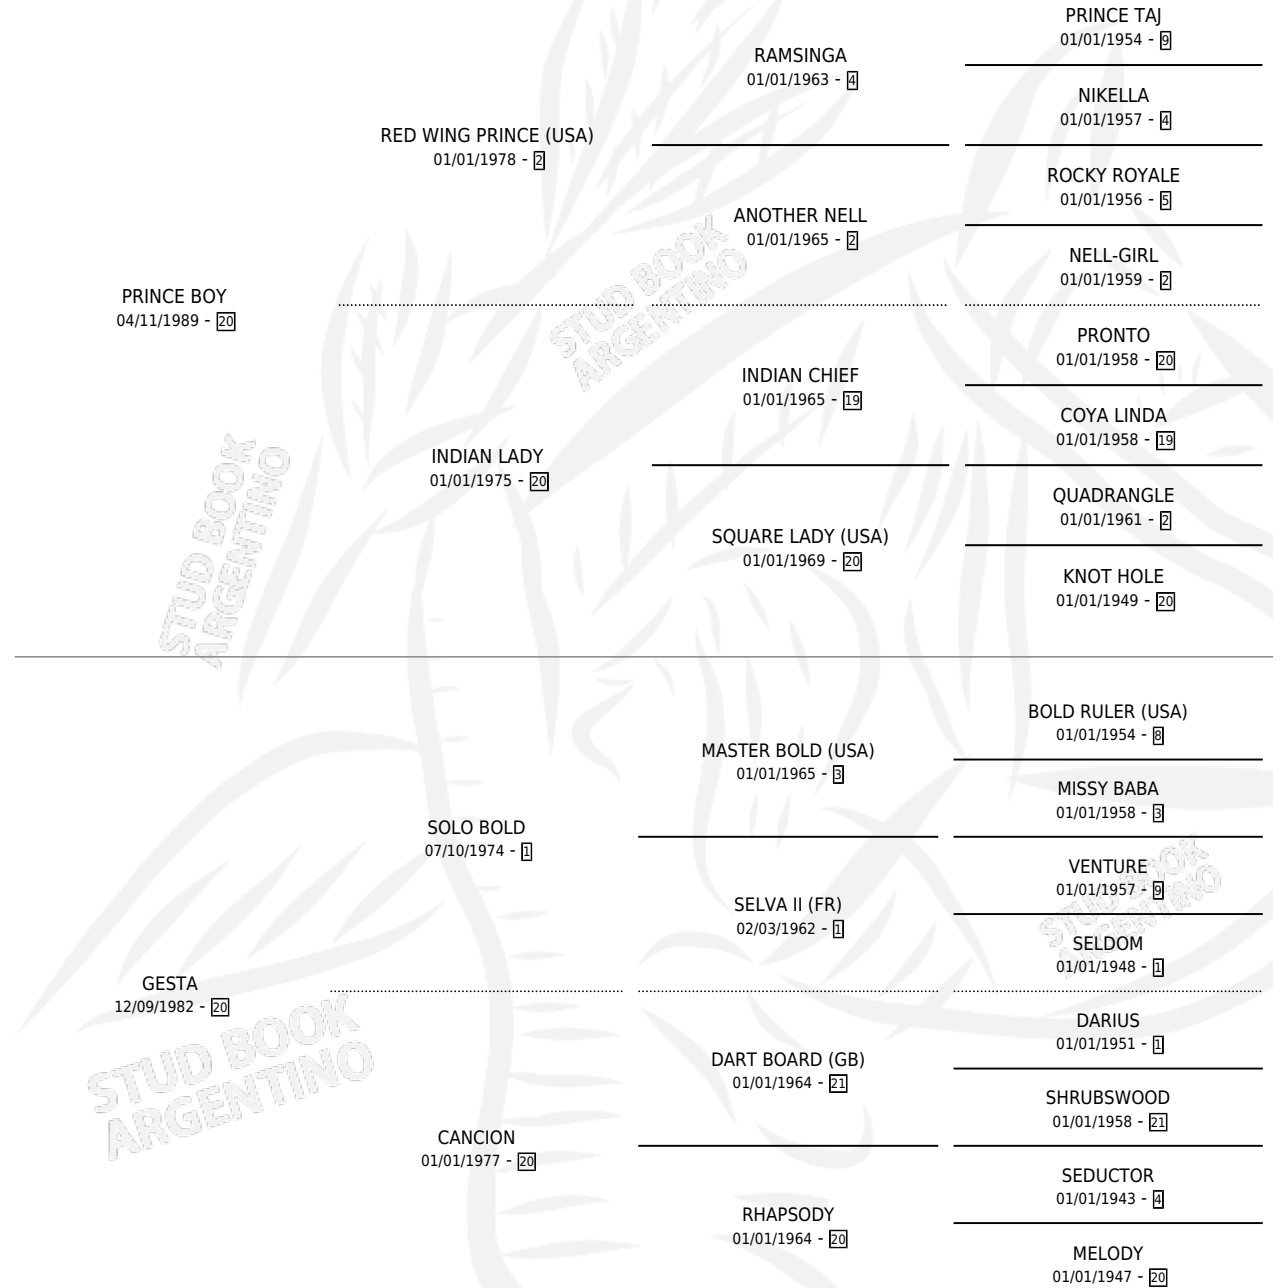 PRINCE TAJ
01/01/1954 - 9
RAMSINGA
01/01/1963 - 4
NIKELLA
01/01/1957 - 4
RED WING PRINCE (USA)
01/01/1978 - 2
ROCKY ROYALE
01/01/1956 - 5
ANOTHER NELL
01/01/1965 - 2
NELL-GIRL
01/01/1959 - 2
PRINCE BOY
04/11/1989 - 20
PRONTO
01/01/1958 - 20
INDIAN CHIEF
01/01/1965 - 19
COYA LINDA
01/01/1958 - 19
INDIAN LADY
01/01/1975 - 20
QUADRANGLE
01/01/1961 - 2
SQUARE LADY (USA)
01/01/1969 - 20
KNOT HOLE
01/01/1949 - 20
BOLD RULER (USA)
01/01/1954 - 8
MASTER BOLD (USA)
01/01/1965 - 3
MISSY BABA
01/01/1958 - 3
SOLO BOLD
07/10/1974 - 1
VENTURE
01/01/1957 - 9
SELVA II (FR)
02/03/1962 - 1
SELDOM
01/01/1948 - 1
GESTA
12/09/1982 - 20
DARIUS
01/01/1951 - 1
DART BOARD (GB)
01/01/1964 - 21
SHRUBSWOOD
01/01/1958 - 21
CANCION
01/01/1977 - 20
SEDUCTOR
01/01/1943 - 4
RHAPSODY
01/01/1964 - 20
MELODY
01/01/1947 - 20
STUD BOOK
ARGENTINO
STUD BOOK
ARGENTINO
STUD BOOK
ARGENTINO
STUD BOOK
ARGENTINO